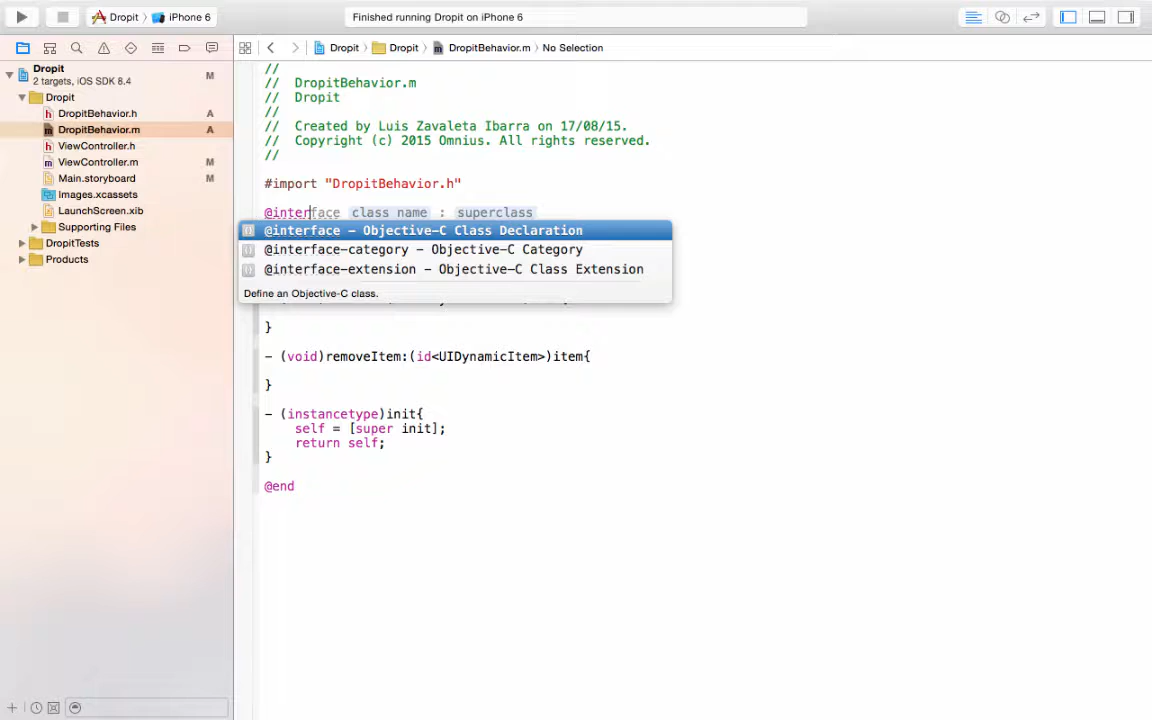 Dropit
iPhone 6
Finished running Dropit on iPhone 6
Dropit
Dropit
DropitBehavior.m
No Selection
Dropit
M
2 targets, iOS SDK 8.4
Dropit
DropitBehavior.h
A
DropitBehavior.m
A
ViewController.h
ViewController.m
M
Main.storyboard
M
Images.xcassets
LaunchScreen.xib
Supporting Files
DropitTests
Products
//
// DropitBehavior.m
// Dropit
//
// Created by Luis Zavaleta Ibarra on 17/08/15.
// Copyright (c) 2015 Omnius. All rights reserved.
//
#import "DropitBehavior.h"
@interface class name : superclass
@interface – Objective-C Class Declaration
@interface-category – Objective-C Category
@interface-extension – Objective-C Class Extension
Define an Objective-C class.
}
- (void)removeItem:(id<UIDynamicItem>)item{
}
- (instancetype)init{
self = [super init];
return self;
}
@end